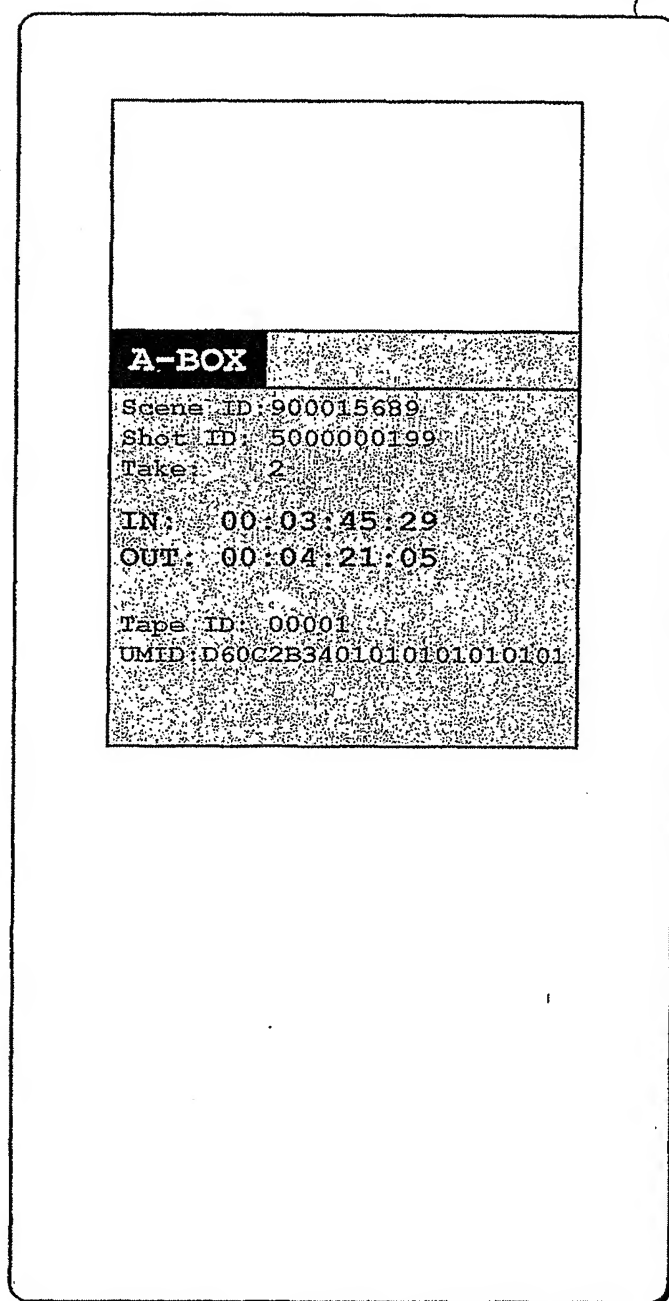 A-BOX
Scene ID:900015689
Shot ID: 5000000199
Take: 2
IN: 00:03:45:29
OUT: 00:04:21:05
Tape ID: 00001
UMID:D60C2B3401010101010101